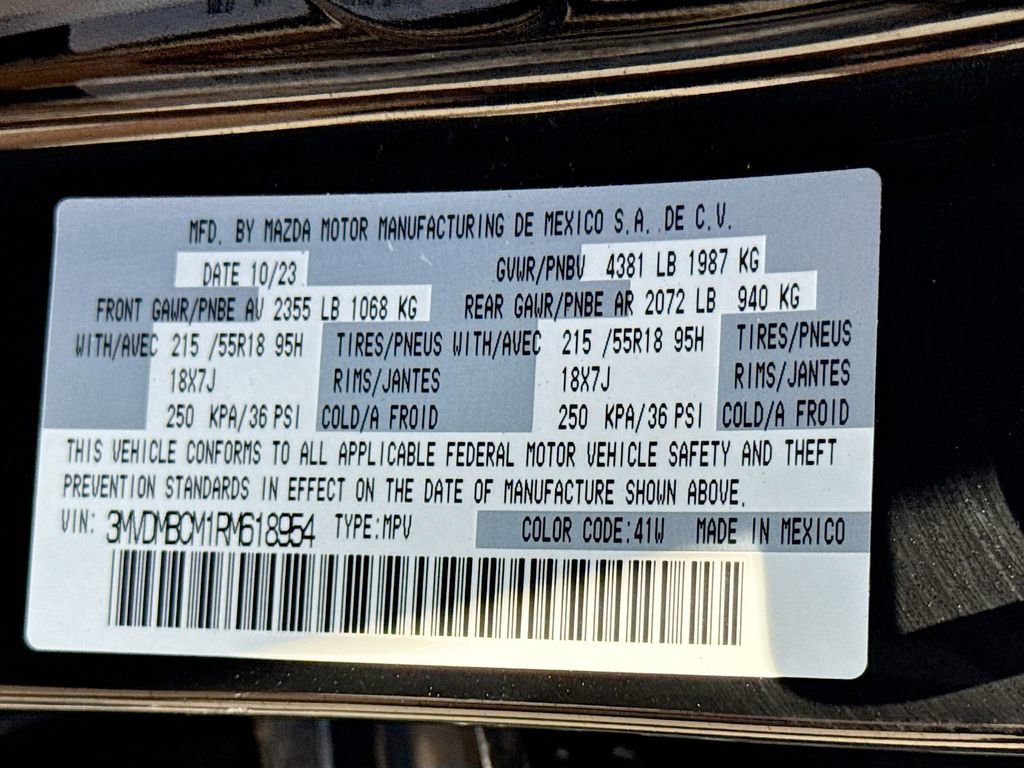 MFD. BY MAZDA MOTOR MANUFACTURING DE MEXICO S.A. DE C.V.
DATE 10/23 GVWR/PNBV 4381 LB 1987 KG
FRONT GAWR/PNBE AV 2355 LB 1068 KG REAR GAWR/PNBE AR 2072 LB 940 KG
WITH/AVEC 215 /55R18 95H TIRES/PNEUS WITH/AVEC 215 /55R18 95H TIRES/PNEUS
18X7J RIMS/JANTES 18X7J RIMS/JANTES
250 KPA/36 PSI COLD/A FROID 250 KPA/36 PSI COLD/A FROID
THIS VEHICLE CONFORMS TO ALL APPLICABLE FEDERAL MOTOR VEHICLE SAFETY AND THEFT
PREVENTION STANDARDS IN EFFECT ON THE DATE OF MANUFACTURE SHOWN ABOVE.
VIN: 3MVDMBCM1RM618954 TYPE:MPV COLOR CODE:41W MADE IN MEXICO